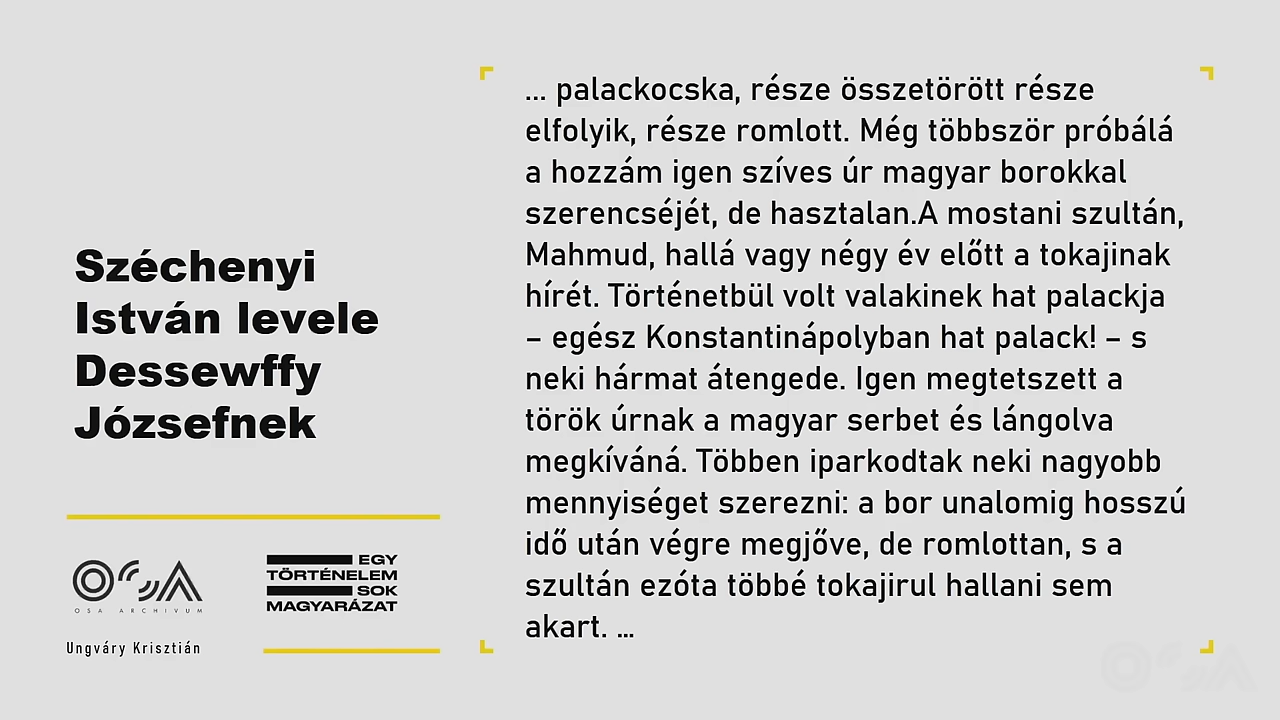 Széchenyi
István levele
Dessewffy
Józsefnek
OSA ARCHIVUM
EGY
TÖRTÉNELEM
SOK
MAGYARÁZAT
Ungváry Krisztián
... palackocska, része összetörött része
elfolyik, része romlott. Még többször próbálá
a hozzám igen szíves úr magyar borokkal
szerencséjét, de hasztalan.A mostani szultán,
Mahmud, hallá vagy négy év előtt a tokajinak
hírét. Történetbül volt valakinek hat palackja
– egész Konstantinápolyban hat palack! – s
neki hármat átengede. Igen megtetszett a
török úrnak a magyar serbet és lángolva
megkíváná. Többen iparkodtak neki nagyobb
mennyiséget szerezni: a bor unalomig hosszú
idő után végre megjőve, de romlottan, s a
szultán ezóta többé tokajirul hallani sem
akart. ...